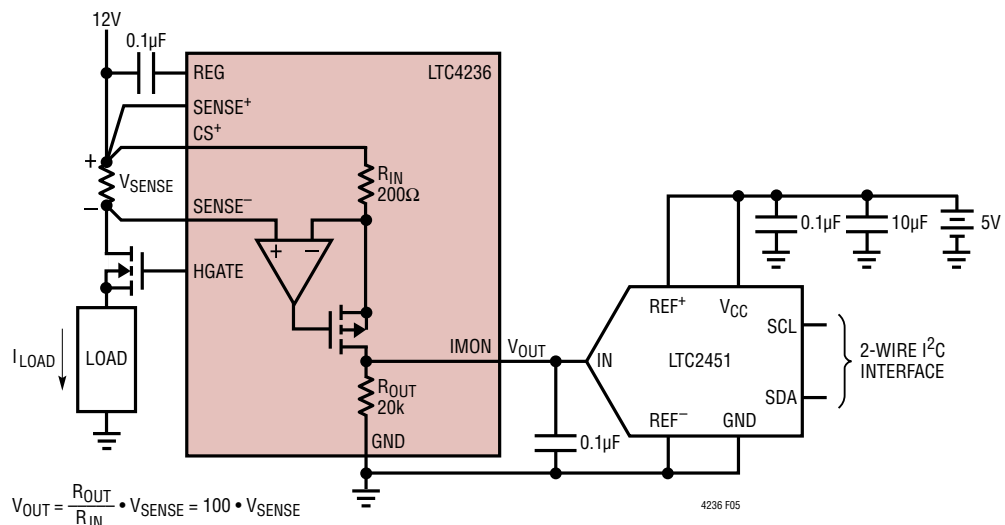 12V
0.1µF
REG
LTC4236
SENSE+
CS+
+
VSENSE
–
RIN
200Ω
SENSE–
+ –
HGATE
ILOAD
LOAD
IMON
VOUT
ROUT
20k
GND
0.1µF
0.1µF
10µF
5V
REF+
VCC
SCL
IN
LTC2451
2-WIRE I2C
INTERFACE
SDA
REF–
GND
VOUT = ROUT/RIN • VSENSE = 100 • VSENSE
4236 F05